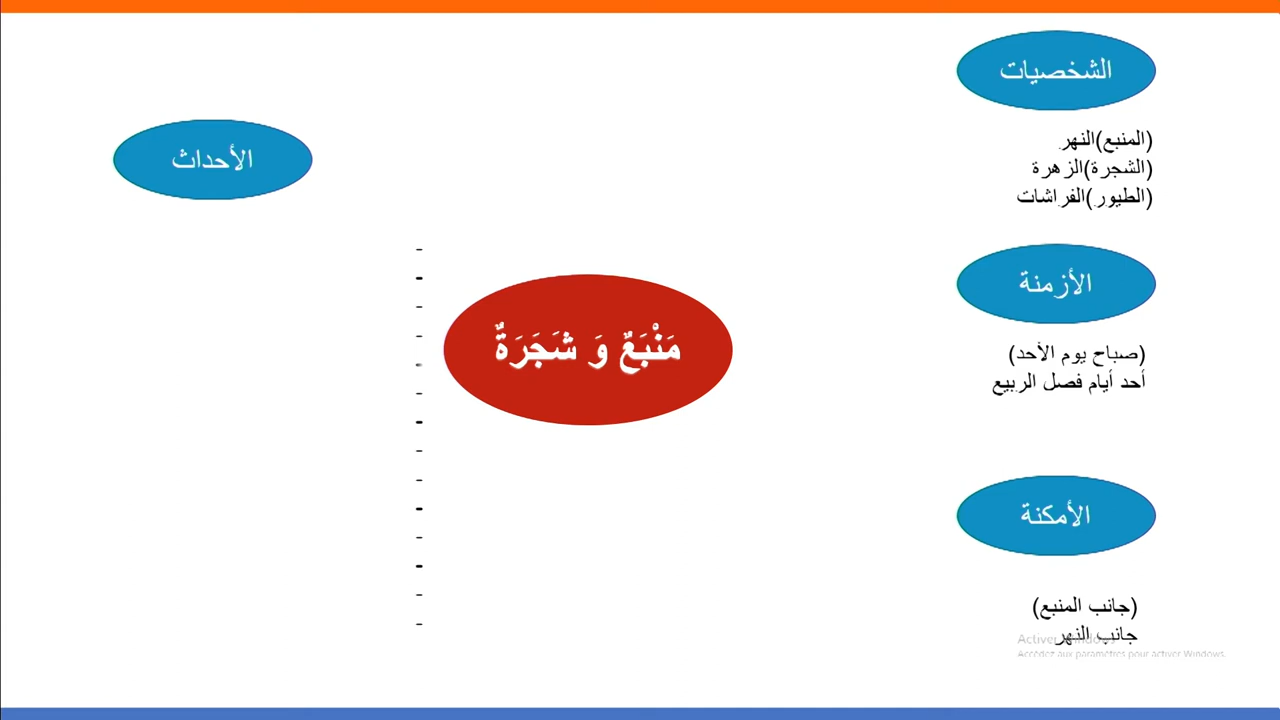 الشخصيات
(المنبع)النهر
(الشجرة)الزهرة
(الطيور)الفراشات
الأحداث
الأزمنة
مَنْبَعٌ وَ شَجَرَةٌ
(صباح يوم الأحد)
أحد أيام فصل الربيع
الأمكنة
(جانب المنبع)
جانب النهر
Activer Windows
Accédez aux paramètres pour activer Windows.
-
-
-
-
-
-
-
-
-
-
-
-
-
-